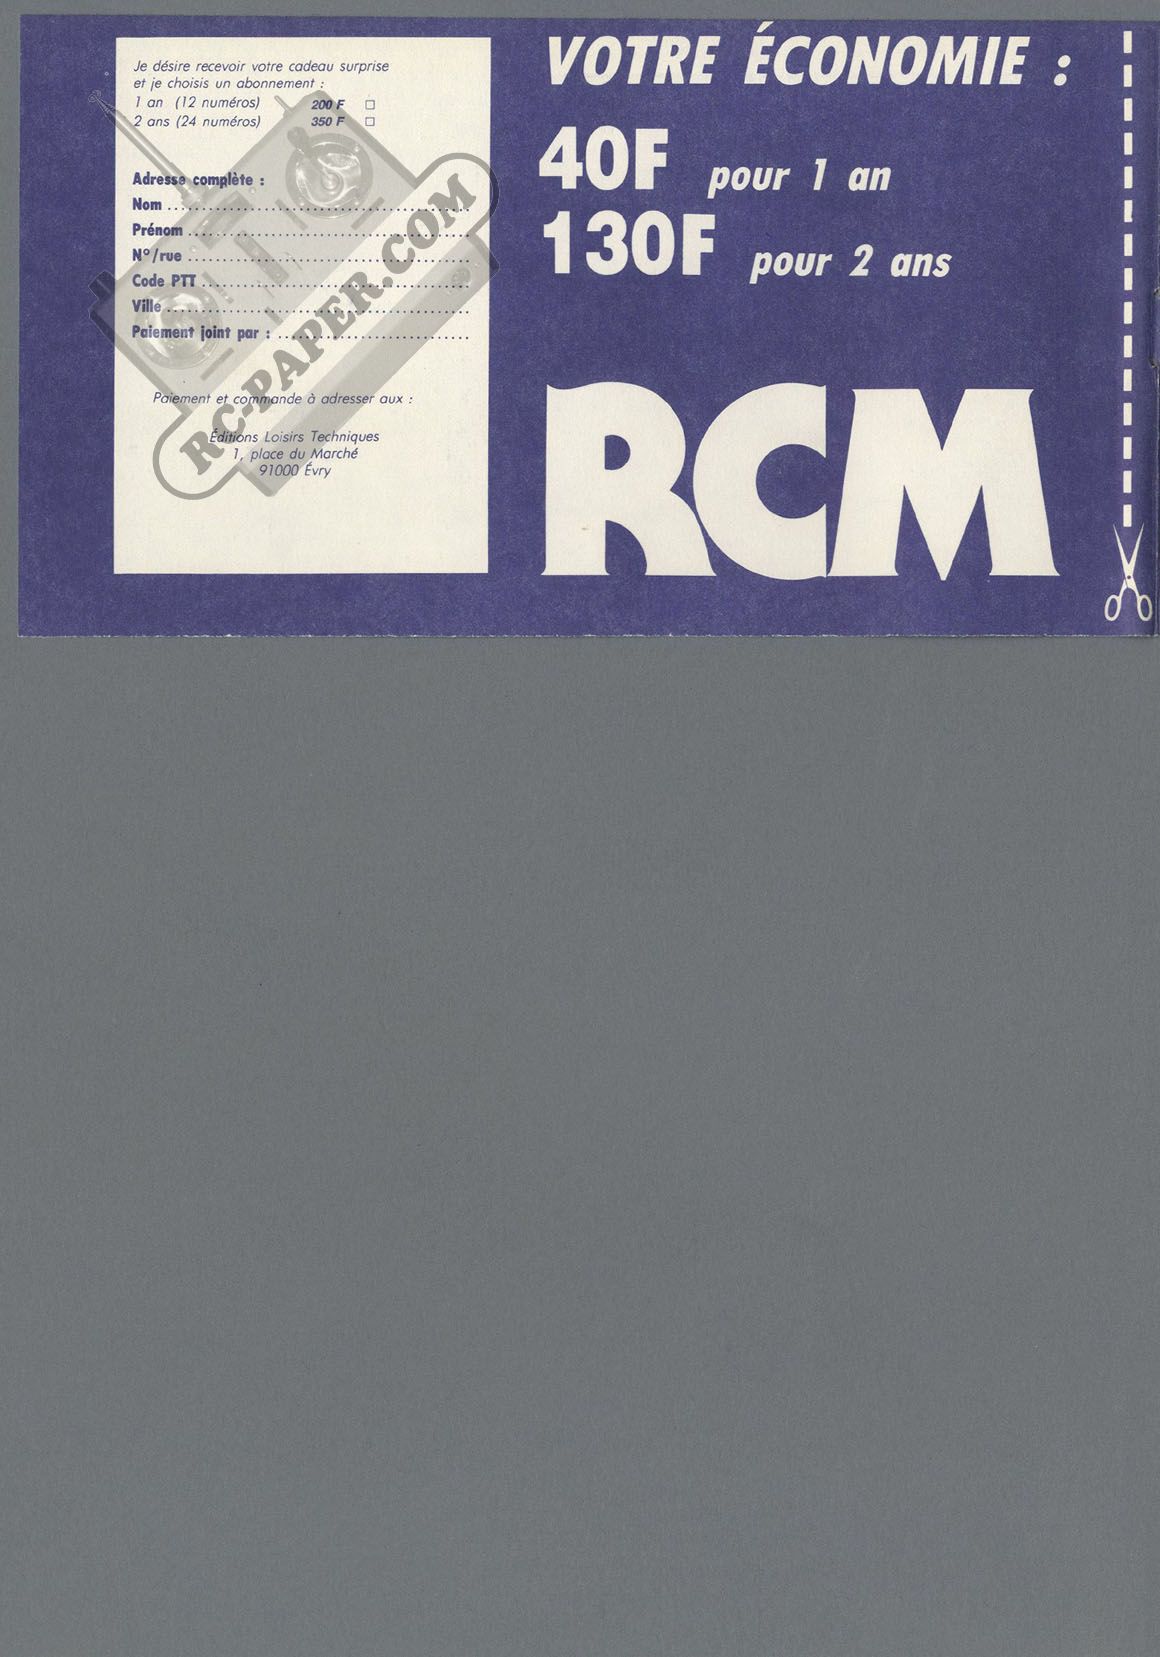 Je désire recevoir votre cadeau surprise
et je choisis un abonnement :
1 an (12 numéros) 200 F □
2 ans (24 numéros) 350 F □
Adresse complète :
Nom
Prénom
N°/rue
Code PTT
Ville
Paiement joint par :
Paiement et commande à adresser aux :
Éditions Loisirs Techniques
1, place du Marché
91000 Évry
RC-PAPER.COM
VOTRE ÉCONOMIE :
40F pour 1 an
130F pour 2 ans
RCM